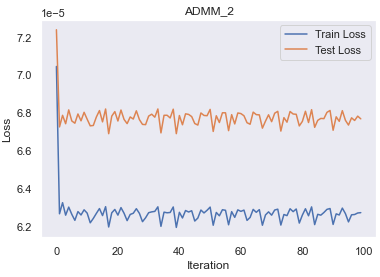 ADMM_2
1e−5
Train Loss
Test Loss
7.2
7.0
6.8
6.6
6.4
6.2
Loss
0
20
40
60
80
100
Iteration